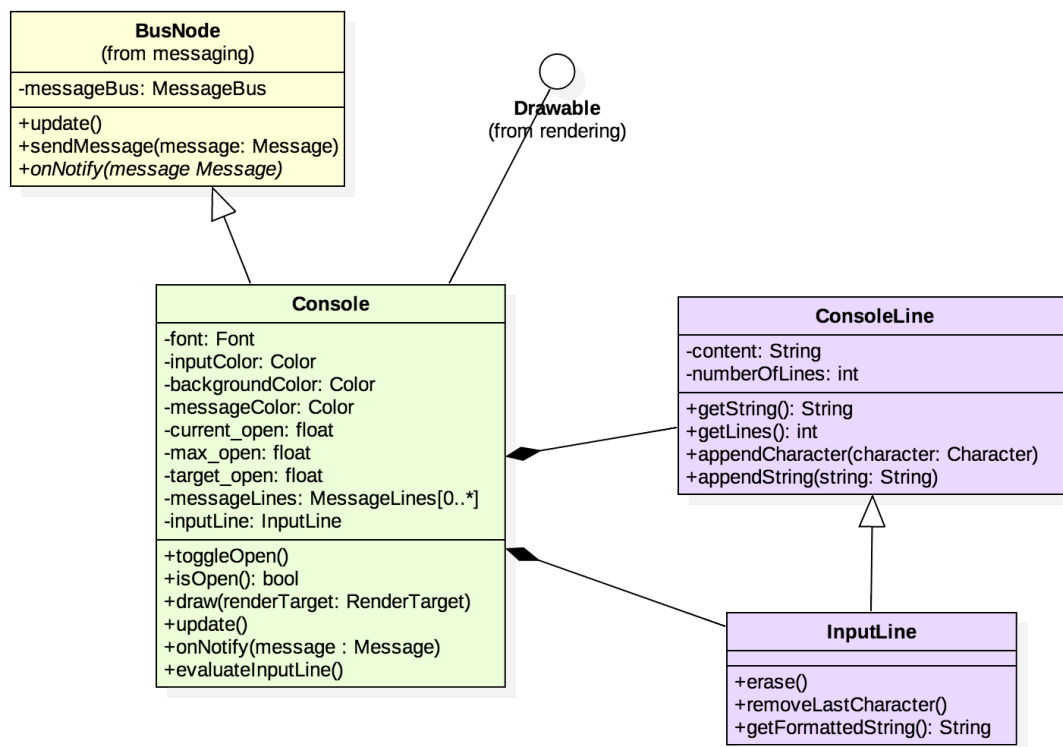 BusNode
(from messaging)
-messageBus: MessageBus
+update()
+sendMessage(message: Message)
+onNotify(message Message)
Drawable
(from rendering)
Console
-font: Font
-inputColor: Color
-backgroundColor: Color
-messageColor: Color
-current_open: float
-max_open: float
-target_open: float
-messageLines: MessageLines[0..*]
-inputLine: InputLine
+toggleOpen()
+isOpen(): bool
+draw(renderTarget: RenderTarget)
+update()
+onNotify(message : Message)
+evaluateInputLine()
ConsoleLine
-content: String
-numberOfLines: int
+getString(): String
+getLines(): int
+appendCharacter(character: Character)
+appendString(string: String)
InputLine
+erase()
+removeLastCharacter()
+getFormattedString(): String